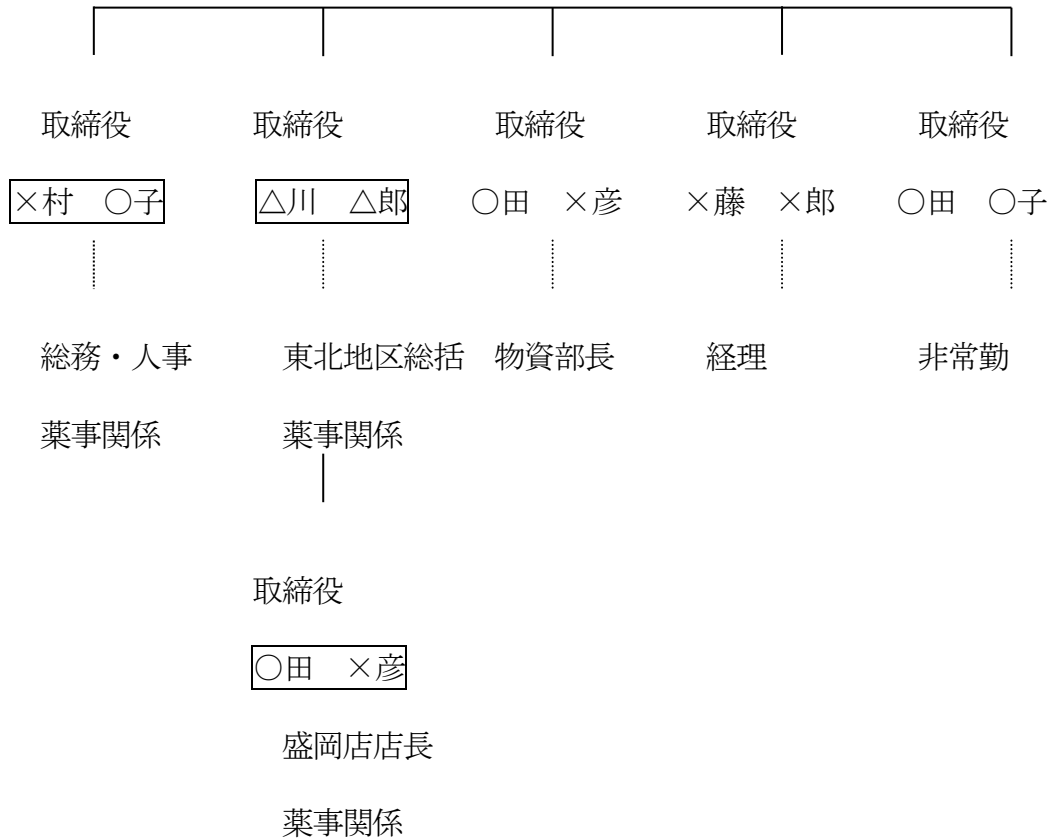 取締役 取締役 取締役 取締役 取締役
×村 ○子 △川 △郎 ○田 ×彦 ×藤 ×郎 ○田 ○子
総務・人事 東北地区総括 物資部長 経理 非常勤
薬事関係 薬事関係
取締役
○田 ×彦
盛岡店店長
薬事関係